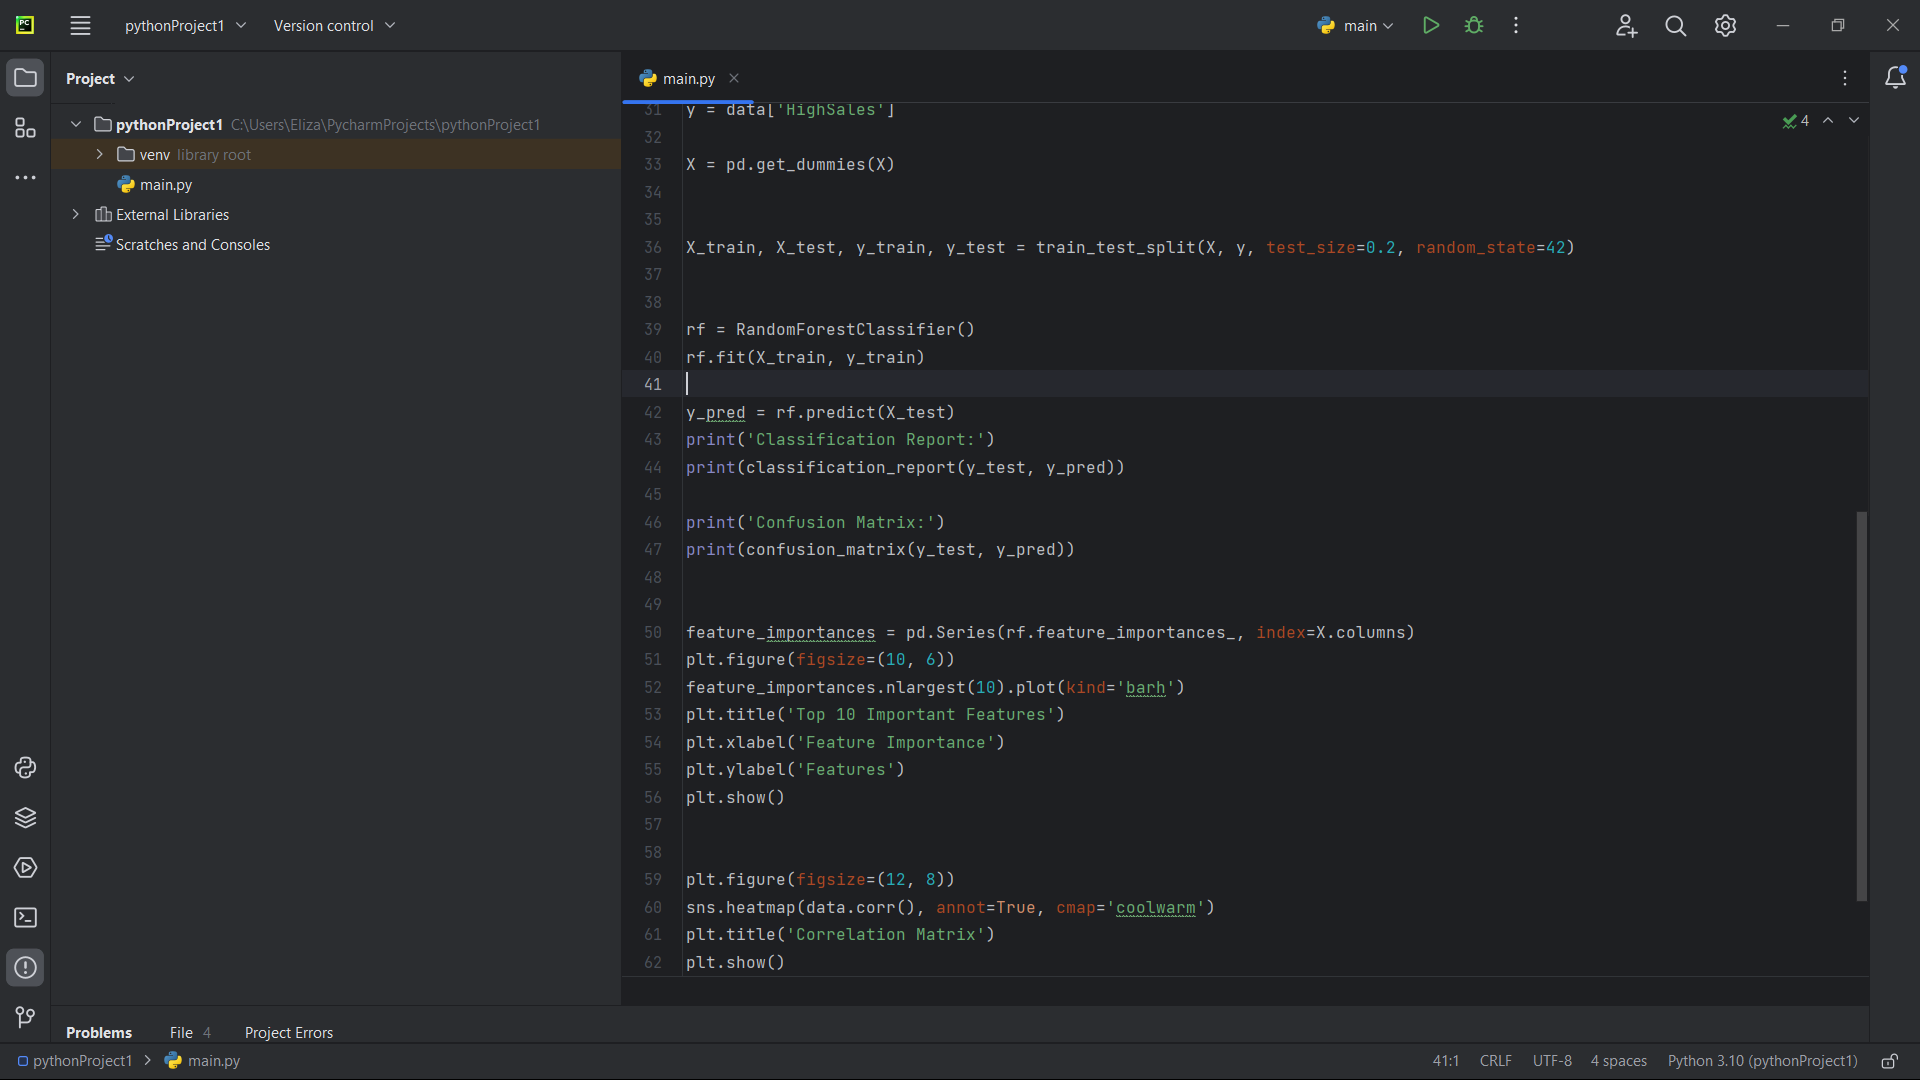 PC
pythonProject1
Version control
main
Project
main.py
pythonProject1 C:\Users\Eliza\PycharmProjects\pythonProject1
venv library root
main.py
External Libraries
Scratches and Consoles
4
31 y = data['HighSales']
32
33 X = pd.get_dummies(X)
34
35
36 X_train, X_test, y_train, y_test = train_test_split(X, y, test_size=0.2, random_state=42)
37
38
39 rf = RandomForestClassifier()
40 rf.fit(X_train, y_train)
41
42 y_pred = rf.predict(X_test)
43 print('Classification Report:')
44 print(classification_report(y_test, y_pred))
45
46 print('Confusion Matrix:')
47 print(confusion_matrix(y_test, y_pred))
48
49
50 feature_importances = pd.Series(rf.feature_importances_, index=X.columns)
51 plt.figure(figsize=(10, 6))
52 feature_importances.nlargest(10).plot(kind='barh')
53 plt.title('Top 10 Important Features')
54 plt.xlabel('Feature Importance')
55 plt.ylabel('Features')
56 plt.show()
57
58
59 plt.figure(figsize=(12, 8))
60 sns.heatmap(data.corr(), annot=True, cmap='coolwarm')
61 plt.title('Correlation Matrix')
62 plt.show()
Problems File 4 Project Errors
pythonProject1 main.py
41:1 CRLF UTF-8 4 spaces Python 3.10 (pythonProject1)